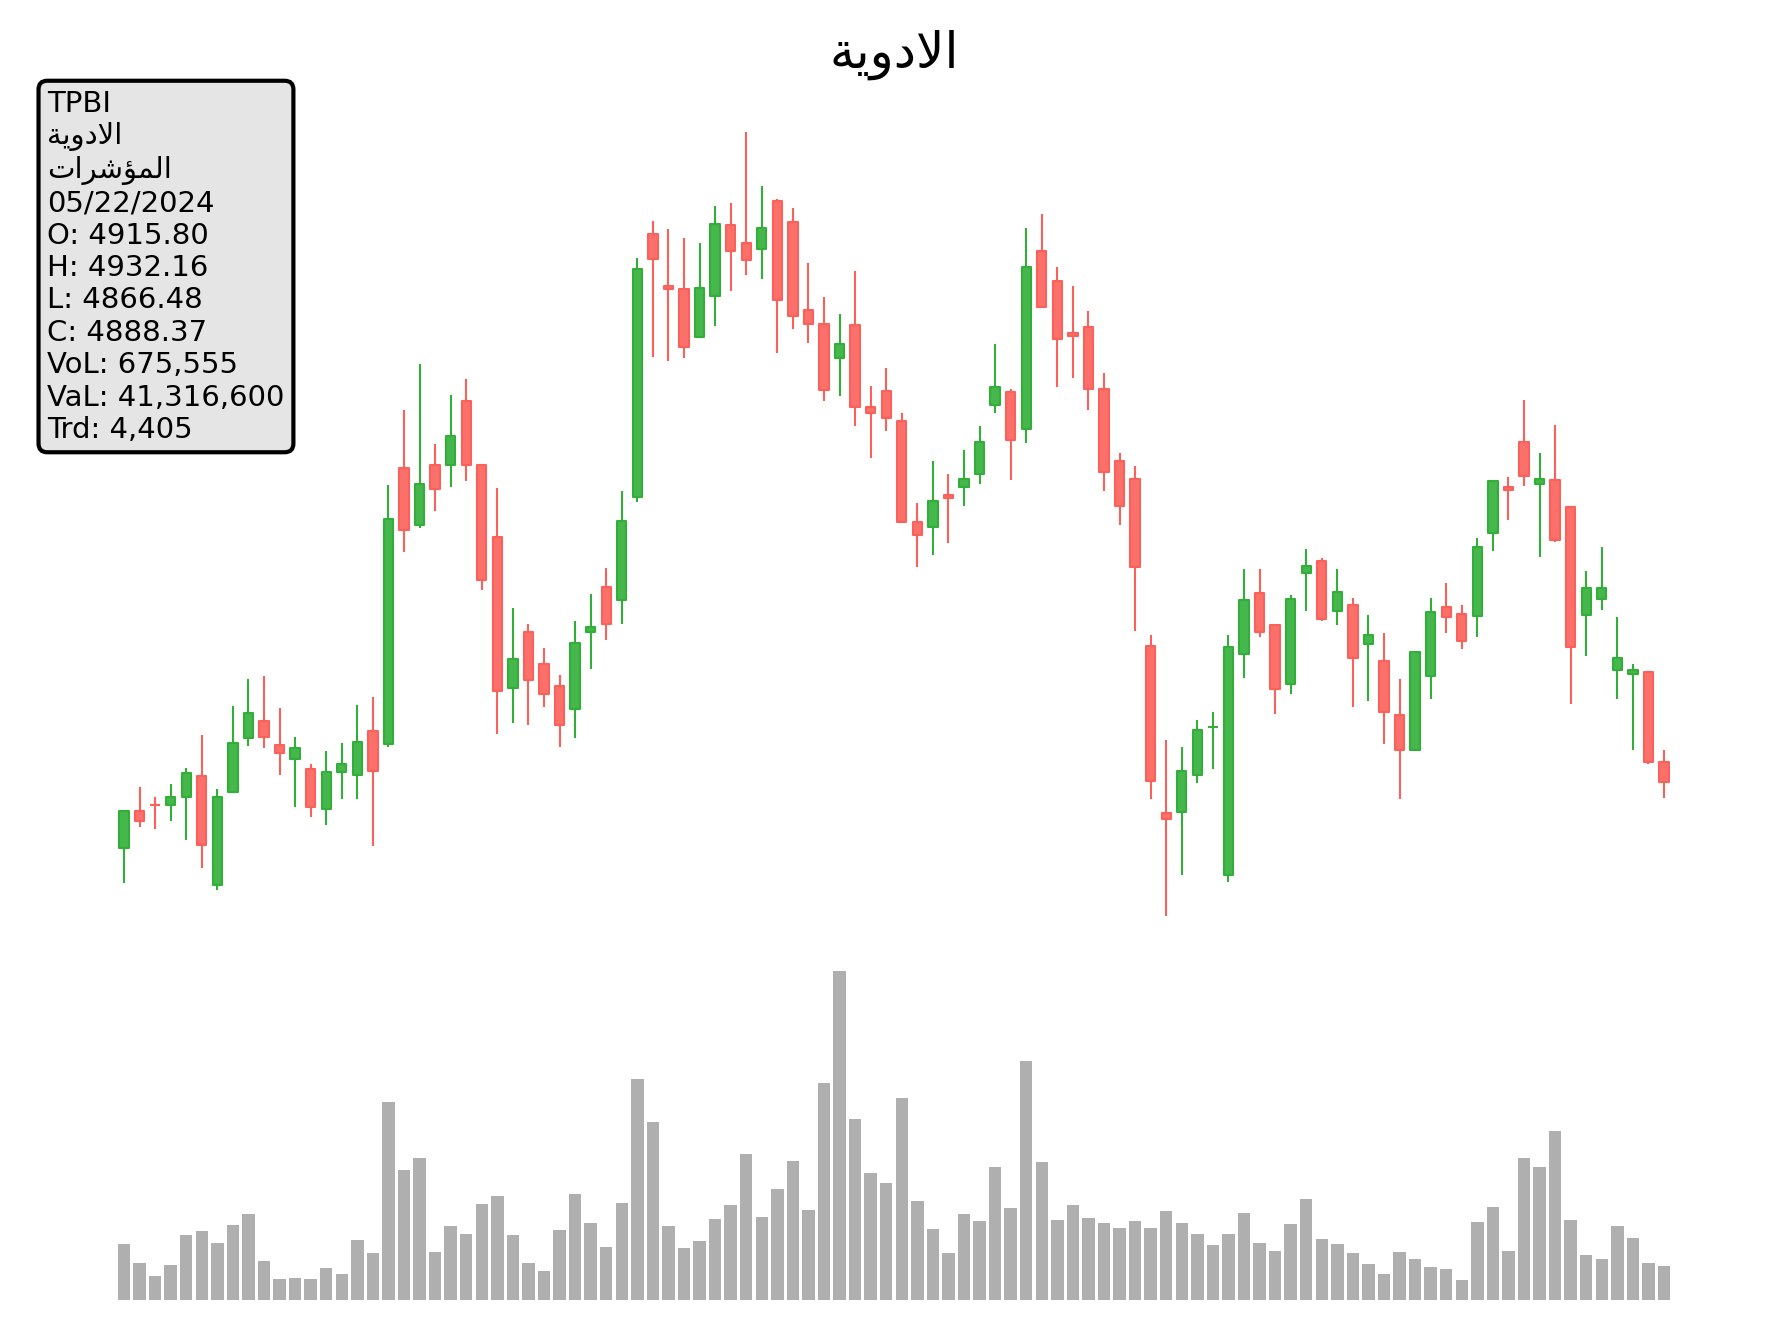 الادوية
TPBI
الادوية
المؤشرات
05/22/2024
O: 4915.80
H: 4932.16
L: 4866.48
C: 4888.37
VoL: 675,555
VaL: 41,316,600
Trd: 4,405